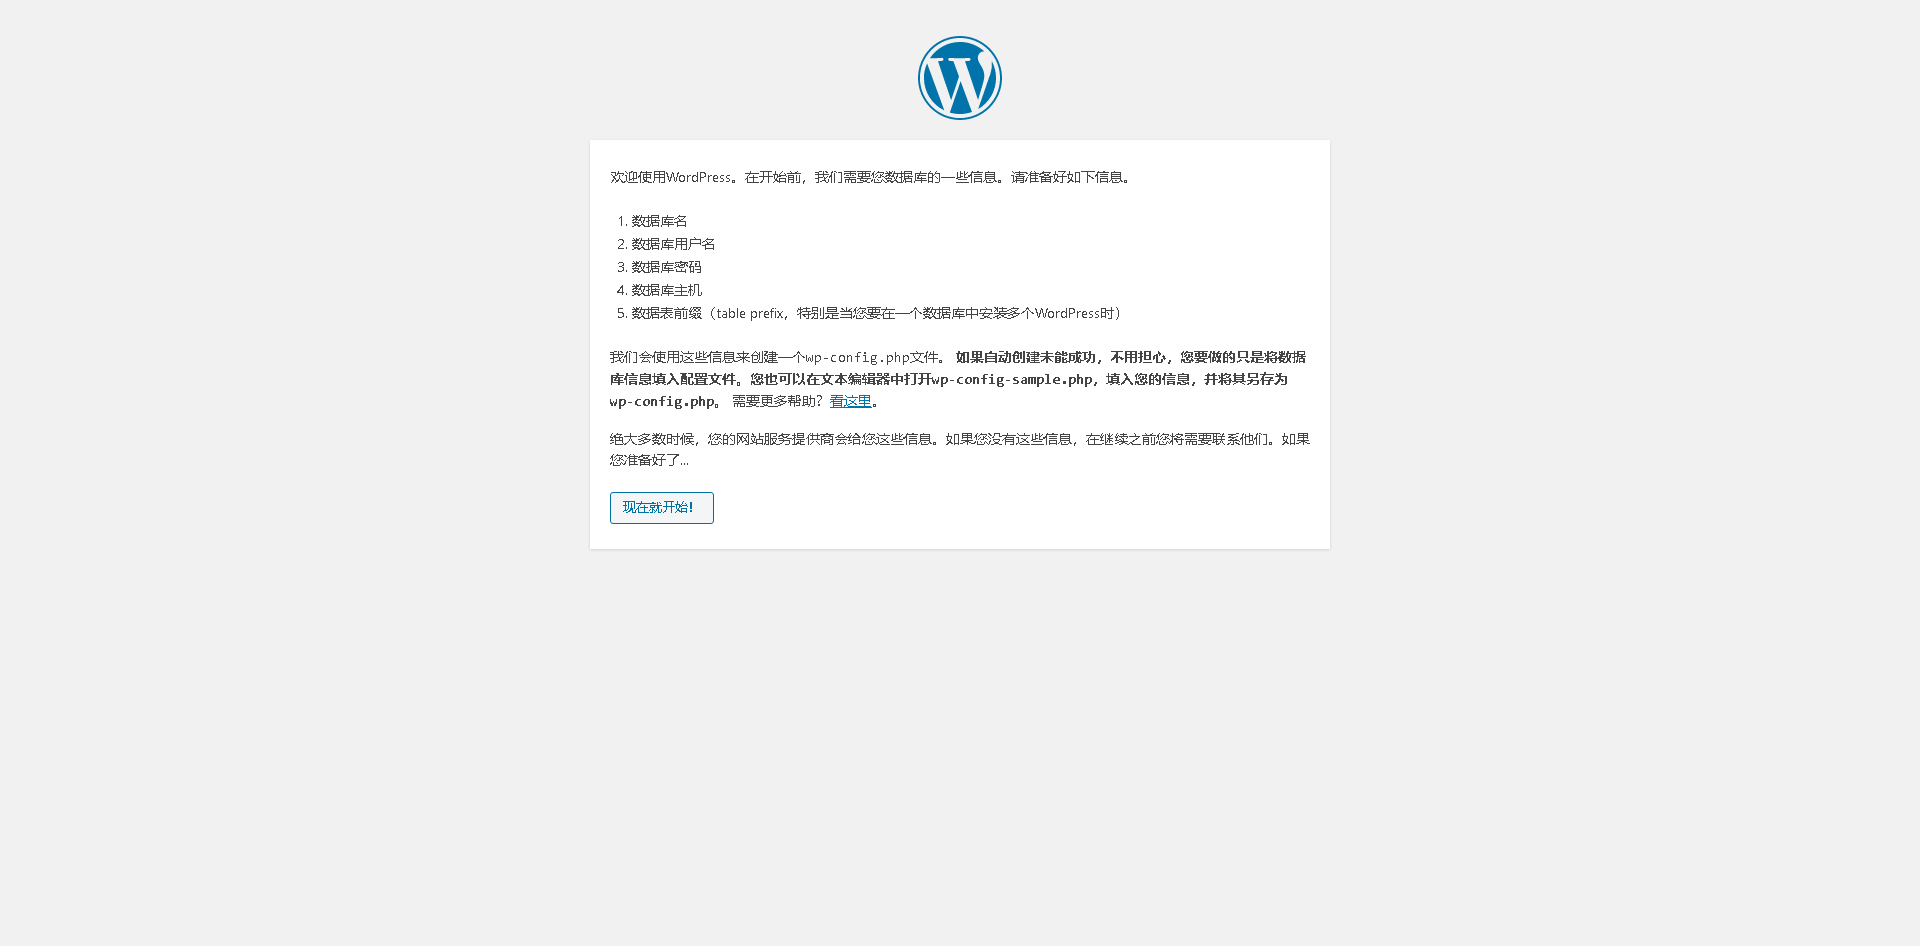 欢迎使用WordPress。在开始前，我们需要您数据库的一些信息。请准备好如下信息。
1. 数据库名
2. 数据库用户名
3. 数据库密码
4. 数据库主机
5. 数据表前缀（table prefix，特别是当您要在一个数据库中安装多个WordPress时）
我们会使用这些信息来创建一个wp-config.php文件。 如果自动创建未能成功，不用担心，您要做的只是将数据
库信息填入配置文件。您也可以在文本编辑器中打开wp-config-sample.php，填入您的信息，并将其另存为
wp-config.php。 需要更多帮助？看这里。
绝大多数时候，您的网站服务提供商会给您这些信息。如果您没有这些信息，在继续之前您将需要联系他们。如果
您准备好了...
现在就开始！